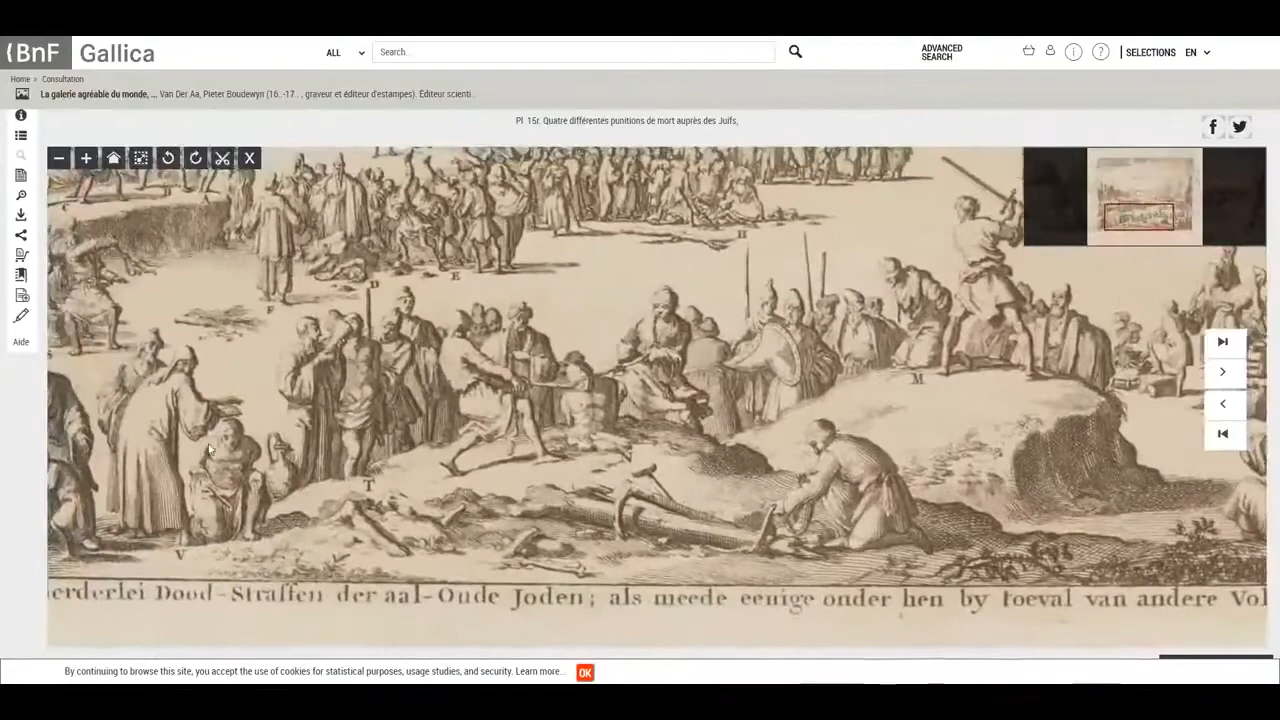 BnF Gallica ALL Search... ADVANCED SEARCH SELECTIONS EN
Home > Consultation
La galerie agréable du monde, ... Van Der Aa, Pieter Boudewyn (16..-17.. , graveur et éditeur d'estampes). Éditeur scienti..
Pl 15r. Quatre différentes punitions de mort auprès des Juifs,
H
D
E
F
S
M
T
V
Aide
erderlei Dood-Straffen der aal-Oude Joden; als meede eenige onder hen by toeval van andere Vol
By continuing to browse this site, you accept the use of cookies for statistical purposes, usage studies, and security. Learn more... OK